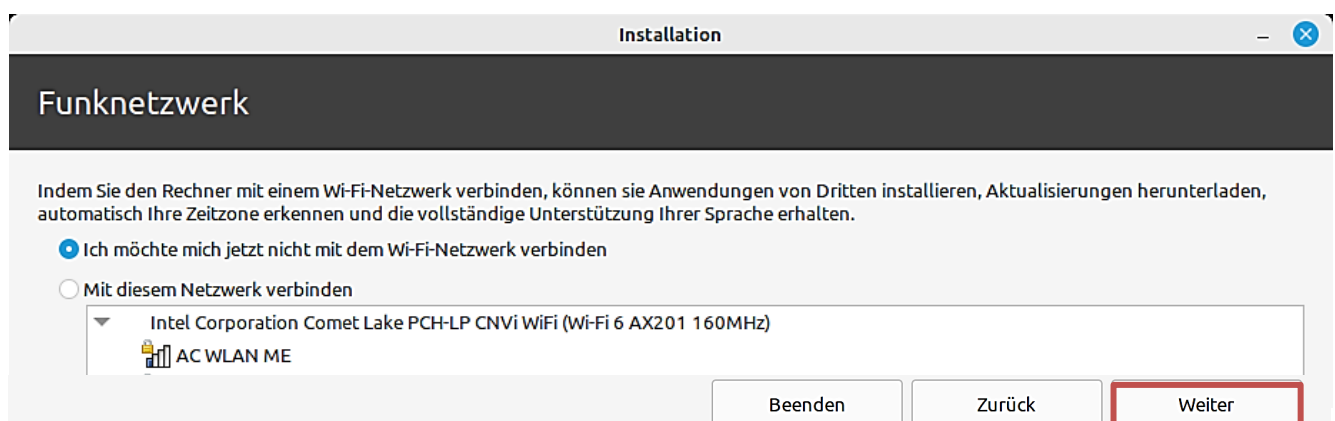 Installation
Funknetzwerk
Indem Sie den Rechner mit einem Wi-Fi-Netzwerk verbinden, können sie Anwendungen von Dritten installieren, Aktualisierungen herunterladen,
automatisch Ihre Zeitzone erkennen und die vollständige Unterstützung Ihrer Sprache erhalten.
Ich möchte mich jetzt nicht mit dem Wi-Fi-Netzwerk verbinden
Mit diesem Netzwerk verbinden
Intel Corporation Comet Lake PCH-LP CNVi WiFi (Wi-Fi 6 AX201 160MHz)
AC WLAN ME
Beenden Zurück Weiter